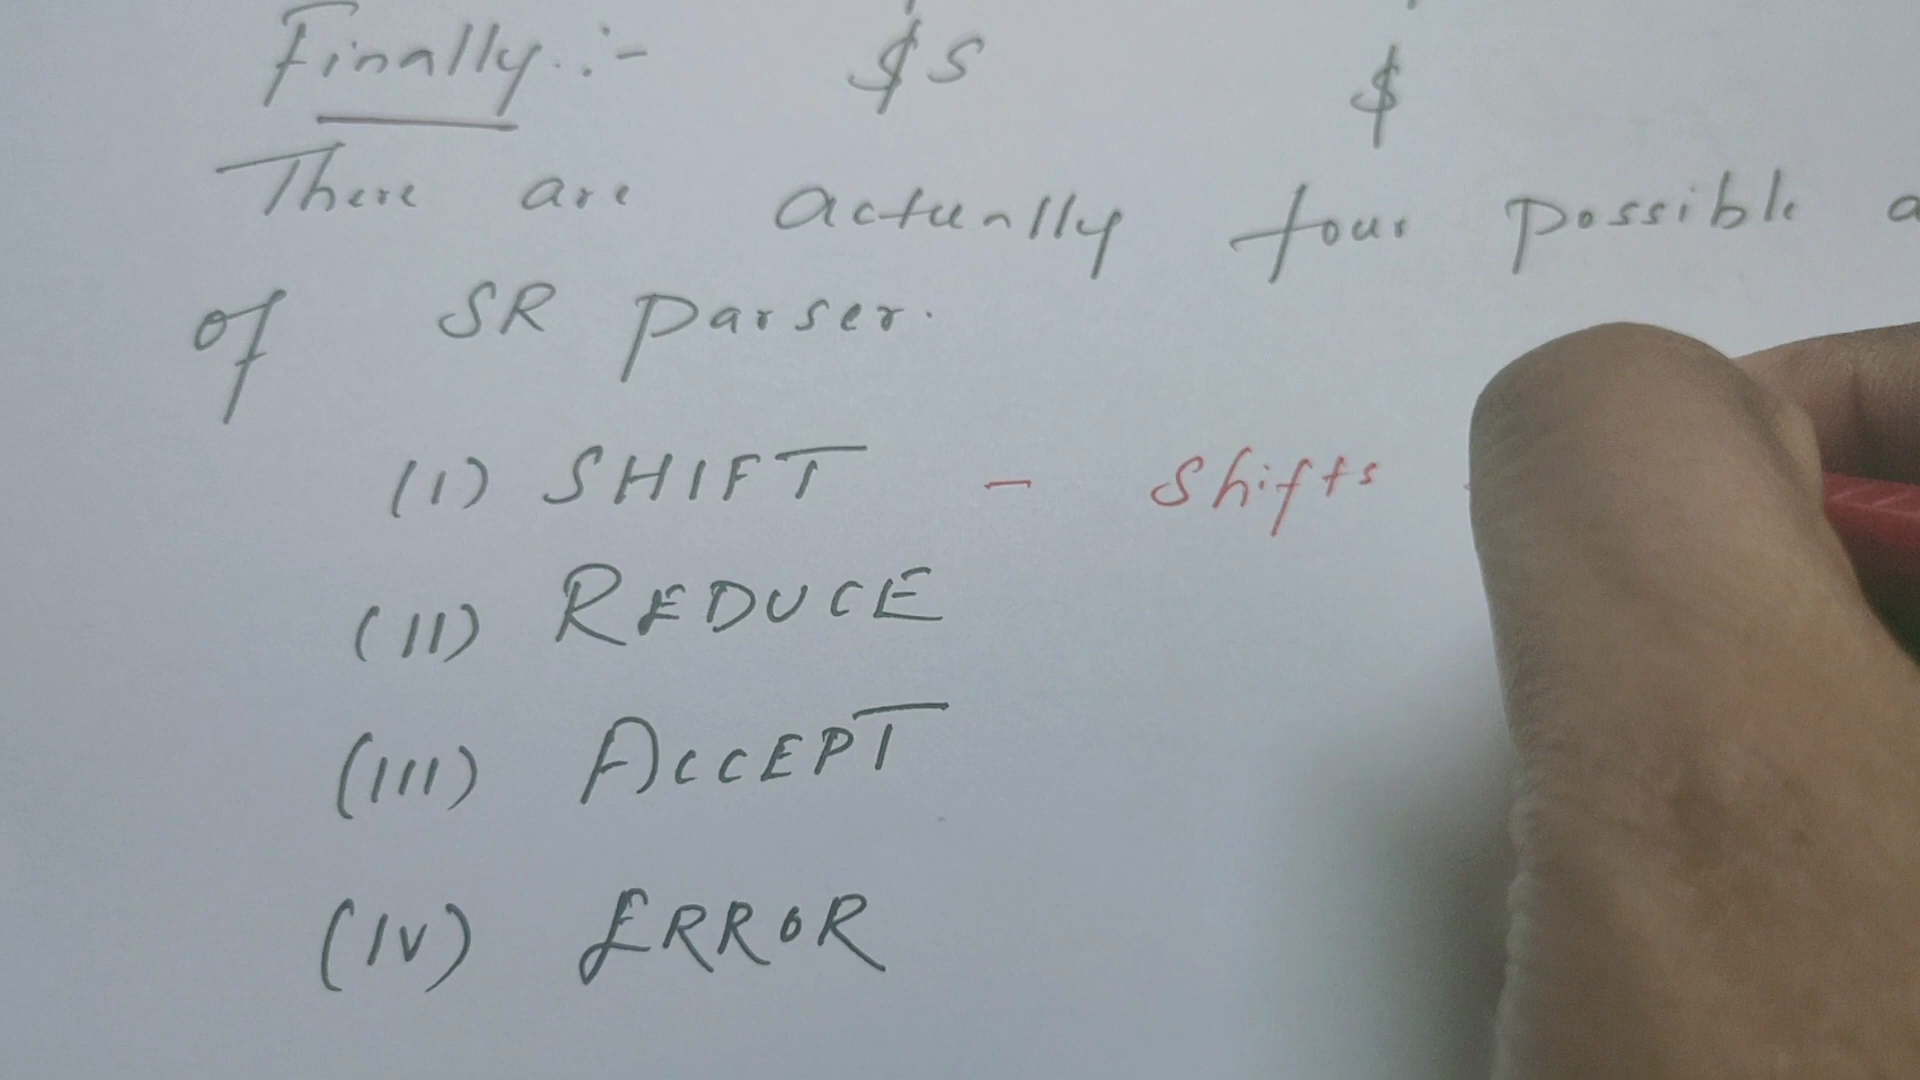 Finally :- $S $
There are actually four possible a
of SR parser.
(I) SHIFT - Shifts
(II) REDUCE
(III) ACCEPT
(IV) ERROR